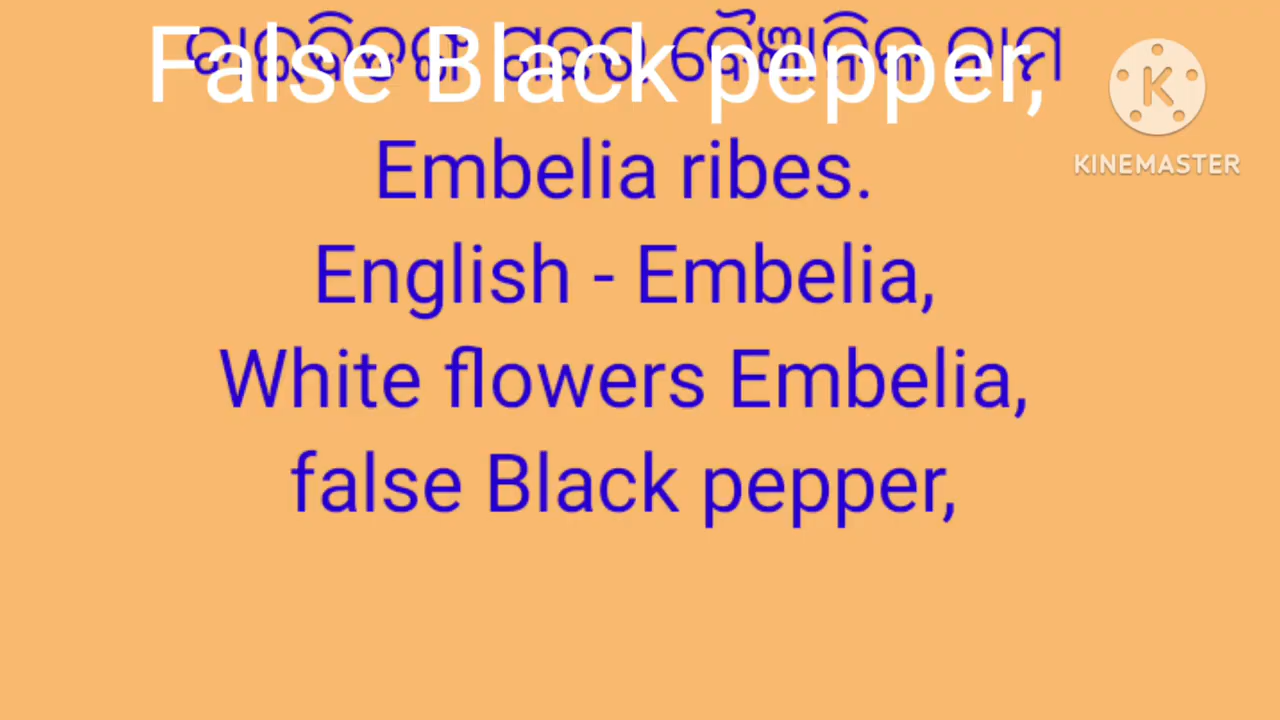 False Black pepper,
ବୈଜ୍ଞାନିକ ନାମ
Embelia ribes.
English - Embelia,
White flowers Embelia,
false Black pepper,
KINEMASTER